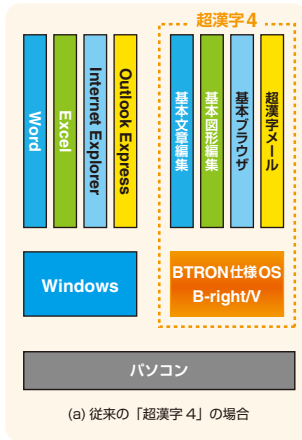 超漢字4
Word
Excel
Internet Explorer
Outlook Express
基本文章編集
基本図形編集
基本ブラウザ
超漢字メール
Windows
BTRON仕様OS
B-right/V
パソコン
(a) 従来の「超漢字4」の場合